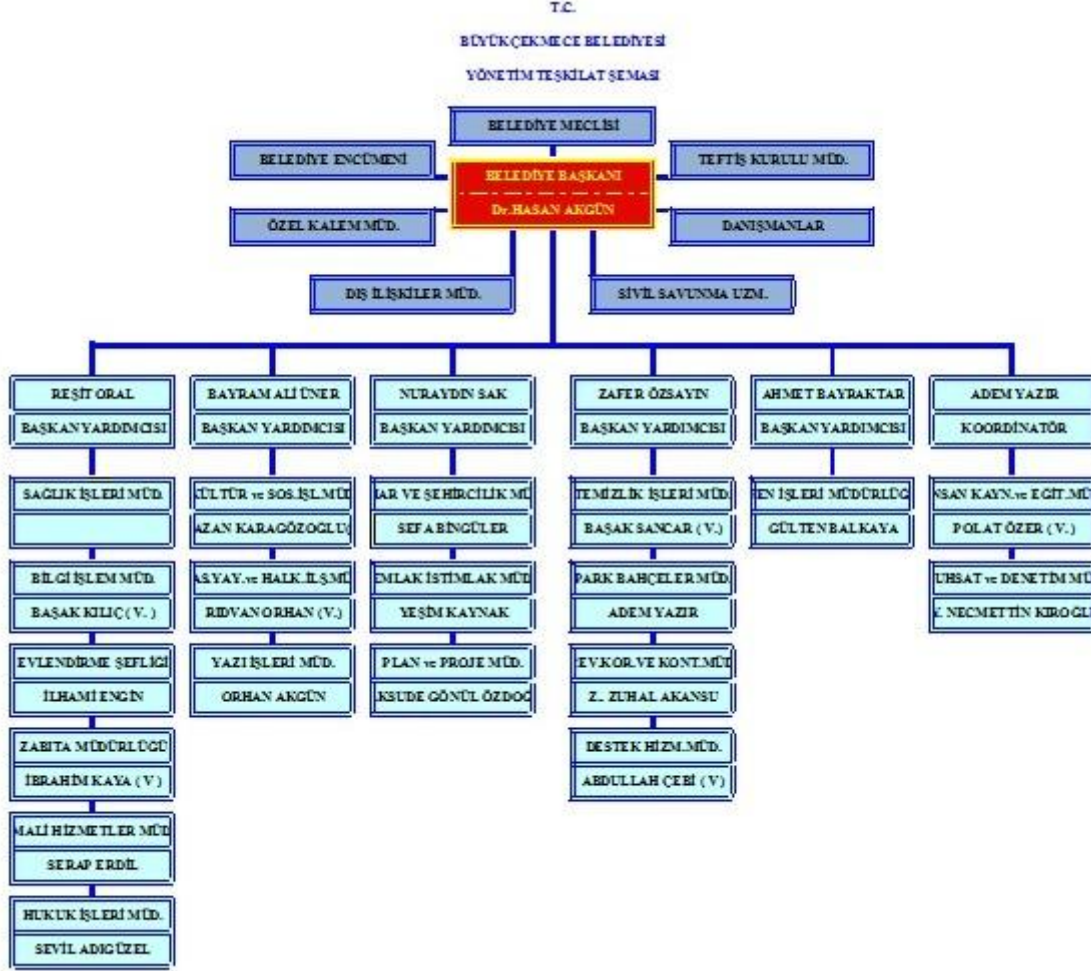 T.C.
BÜYÜKÇEKMECE BELEDİYESİ
YÖNETİM TEŞKİLAT ŞEMASI
BELEDİYE MECLİSİ
BELEDİYE ENCÜMENİ
TEFTİŞ KURULU MÜD.
BELEDİYE BAŞKANI
Dr.HASAN AKGÜN
ÖZEL KALEM MÜD.
DANIŞMANLAR
DIŞ İLİŞKİLER MÜD.
SİVİL SAVUNMA UZM.
REŞİT ORAL
BAŞKAN YARDIMCISI
SAĞLIK İŞLERİ MÜD.
BİLGİ İŞLEM MÜD.
BAŞAK KILIÇ ( V. )
EVLENDİRME ŞEFLİĞİ
İLHAMİ ENGİN
ZABITA MÜDÜRLÜĞÜ
İBRAHİM KAYA ( V )
MALİ HİZMETLER MÜD
SERAP ERDİL
HUKUK İŞLERİ MÜD.
SEVİL ADIGÜZEL
BAYRAM ALİ ÜNER
BAŞKAN YARDIMCISI
KÜLTÜR ve SOS.İŞL.MÜD
AZAN KARAGÖZOGLU(
AS.YAY.ve HALK.İLŞ.MÜ
RIDVAN ORHAN (V.)
YAZI İŞLERİ MÜD.
ORHAN AKGÜN
NURAYDIN SAK
BAŞKAN YARDIMCISI
AR VE ŞEHİRCİLİK MÜ
SEFA BİNGÜLER
EMLAK İSTİMLAK MÜD
YEŞİM KAYNAK
PLAN ve PROJE MÜD.
KSUDE GÖNÜL ÖZDOĞ
ZAFER ÖZSAYIN
BAŞKAN YARDIMCISI
TEMİZLİK İŞLERİ MÜD.
BAŞAK SANCAR ( V.)
PARK BAHÇELER MÜD.
ADEM YAZIR
EV.KOR.VE KONT.MÜD
Z.. ZUHAL AKANSU
DESTEK HİZM.MÜD.
ABDULLAH ÇEBİ ( V)
AHMET BAYRAKTAR
BAŞKAN YARDIMCISI
EN İŞLERİ MÜDÜRLÜĞ
GÜLTEN BALKAYA
ADEM YAZIR
KOORDİNATÖR
NSAN KAYN.ve EGİT.MÜ
POLAT ÖZER ( V.)
UHSAT ve DENETİM MÜ
. NECMETTİN KIROĞLU